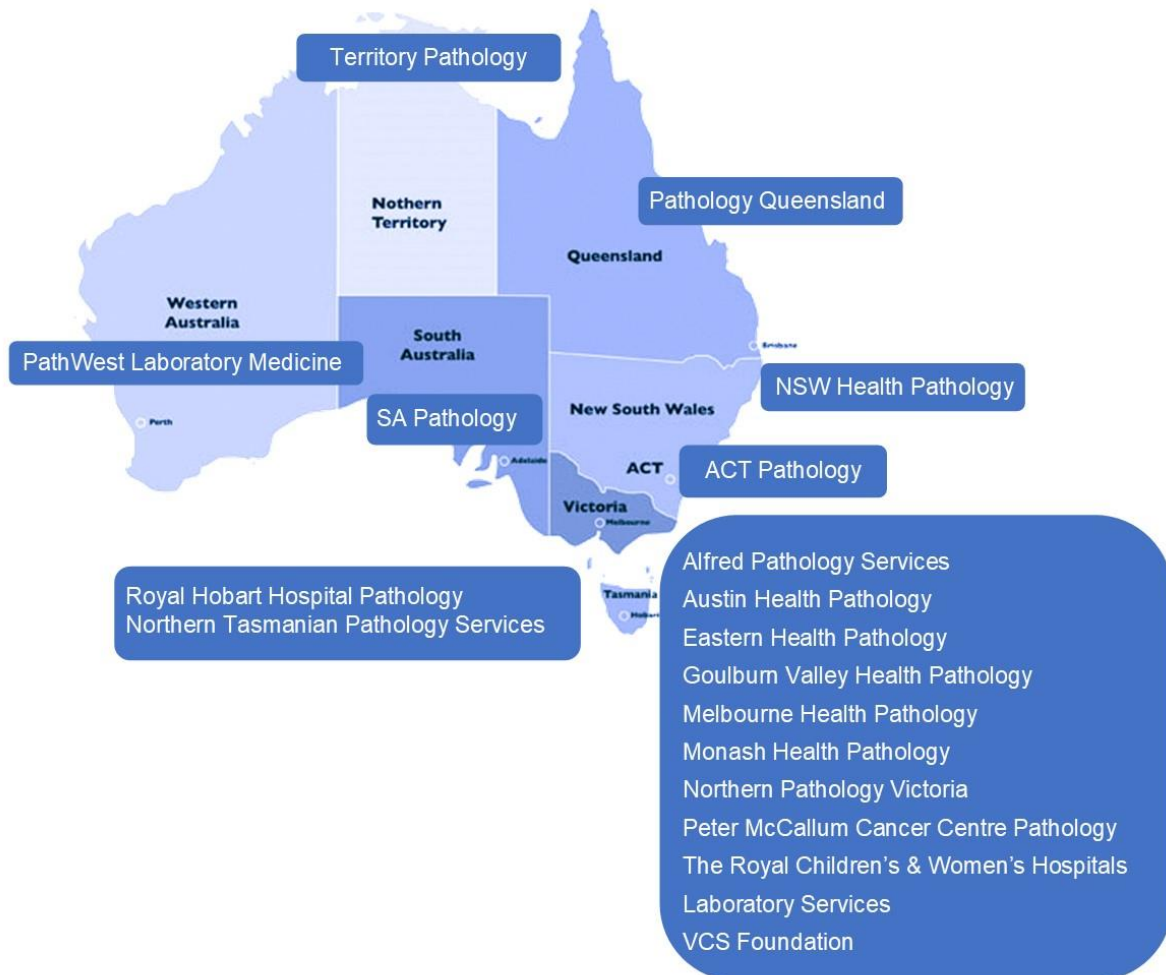 Territory Pathology
Nothern
Territory
Pathology Queensland
Queensland
Western
Australia
South
Australia
PathWest Laboratory Medicine
Brisbane
NSW Health Pathology
SA Pathology
New South Wales
Perth
Adelaide
ACT
ACT Pathology
Victoria
Melbourne
Royal Hobart Hospital Pathology
Northern Tasmanian Pathology Services
Tasmania
Hobart
Alfred Pathology Services
Austin Health Pathology
Eastern Health Pathology
Goulburn Valley Health Pathology
Melbourne Health Pathology
Monash Health Pathology
Northern Pathology Victoria
Peter McCallum Cancer Centre Pathology
The Royal Children’s & Women’s Hospitals
Laboratory Services
VCS Foundation